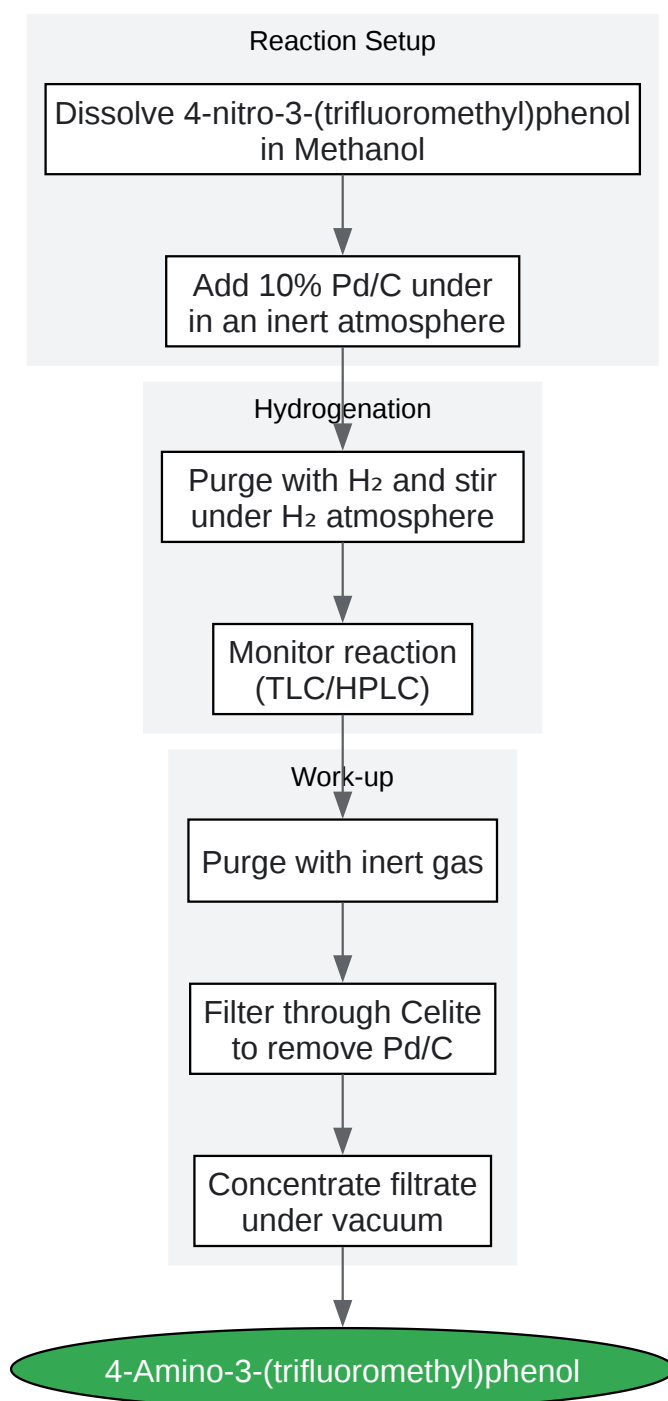 Reaction Setup
Dissolve 4-nitro-3-(trifluoromethyl)phenol
in Methanol
Add 10% Pd/C under
in an inert atmosphere
Hydrogenation
Purge with H₂ and stir
under H₂ atmosphere
Monitor reaction
(TLC/HPLC)
Work-up
Purge with inert gas
Filter through Celite
to remove Pd/C
Concentrate filtrate
under vacuum
4-Amino-3-(trifluoromethyl)phenol